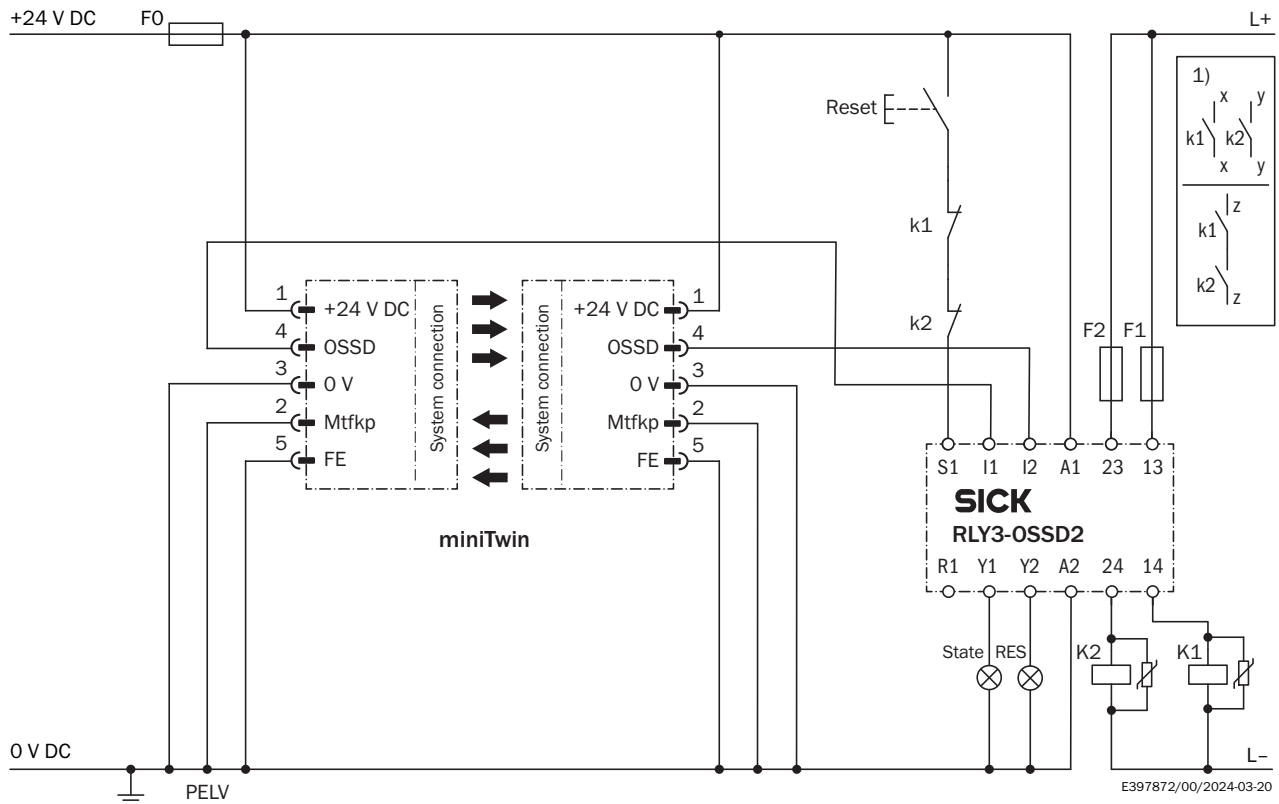 +24 V DC F0 L+
1)
x y
k1 k2
x y
z
k1
k2
z
Reset
k1
k2
F2 F1
1 +24 V DC
4 OSSD
3 0 V
2 Mtfkp
5 FE
System connection
System connection
+24 V DC 1
OSSD 4
0 V 3
Mtfkp 2
FE 5
miniTwin
S1 I1 I2 A1 23 13
SICK
RLY3-OSSD2
R1 Y1 Y2 A2 24 14
State RES K2 K1
0 V DC L–
PELV
E397872/00/2024-03-20